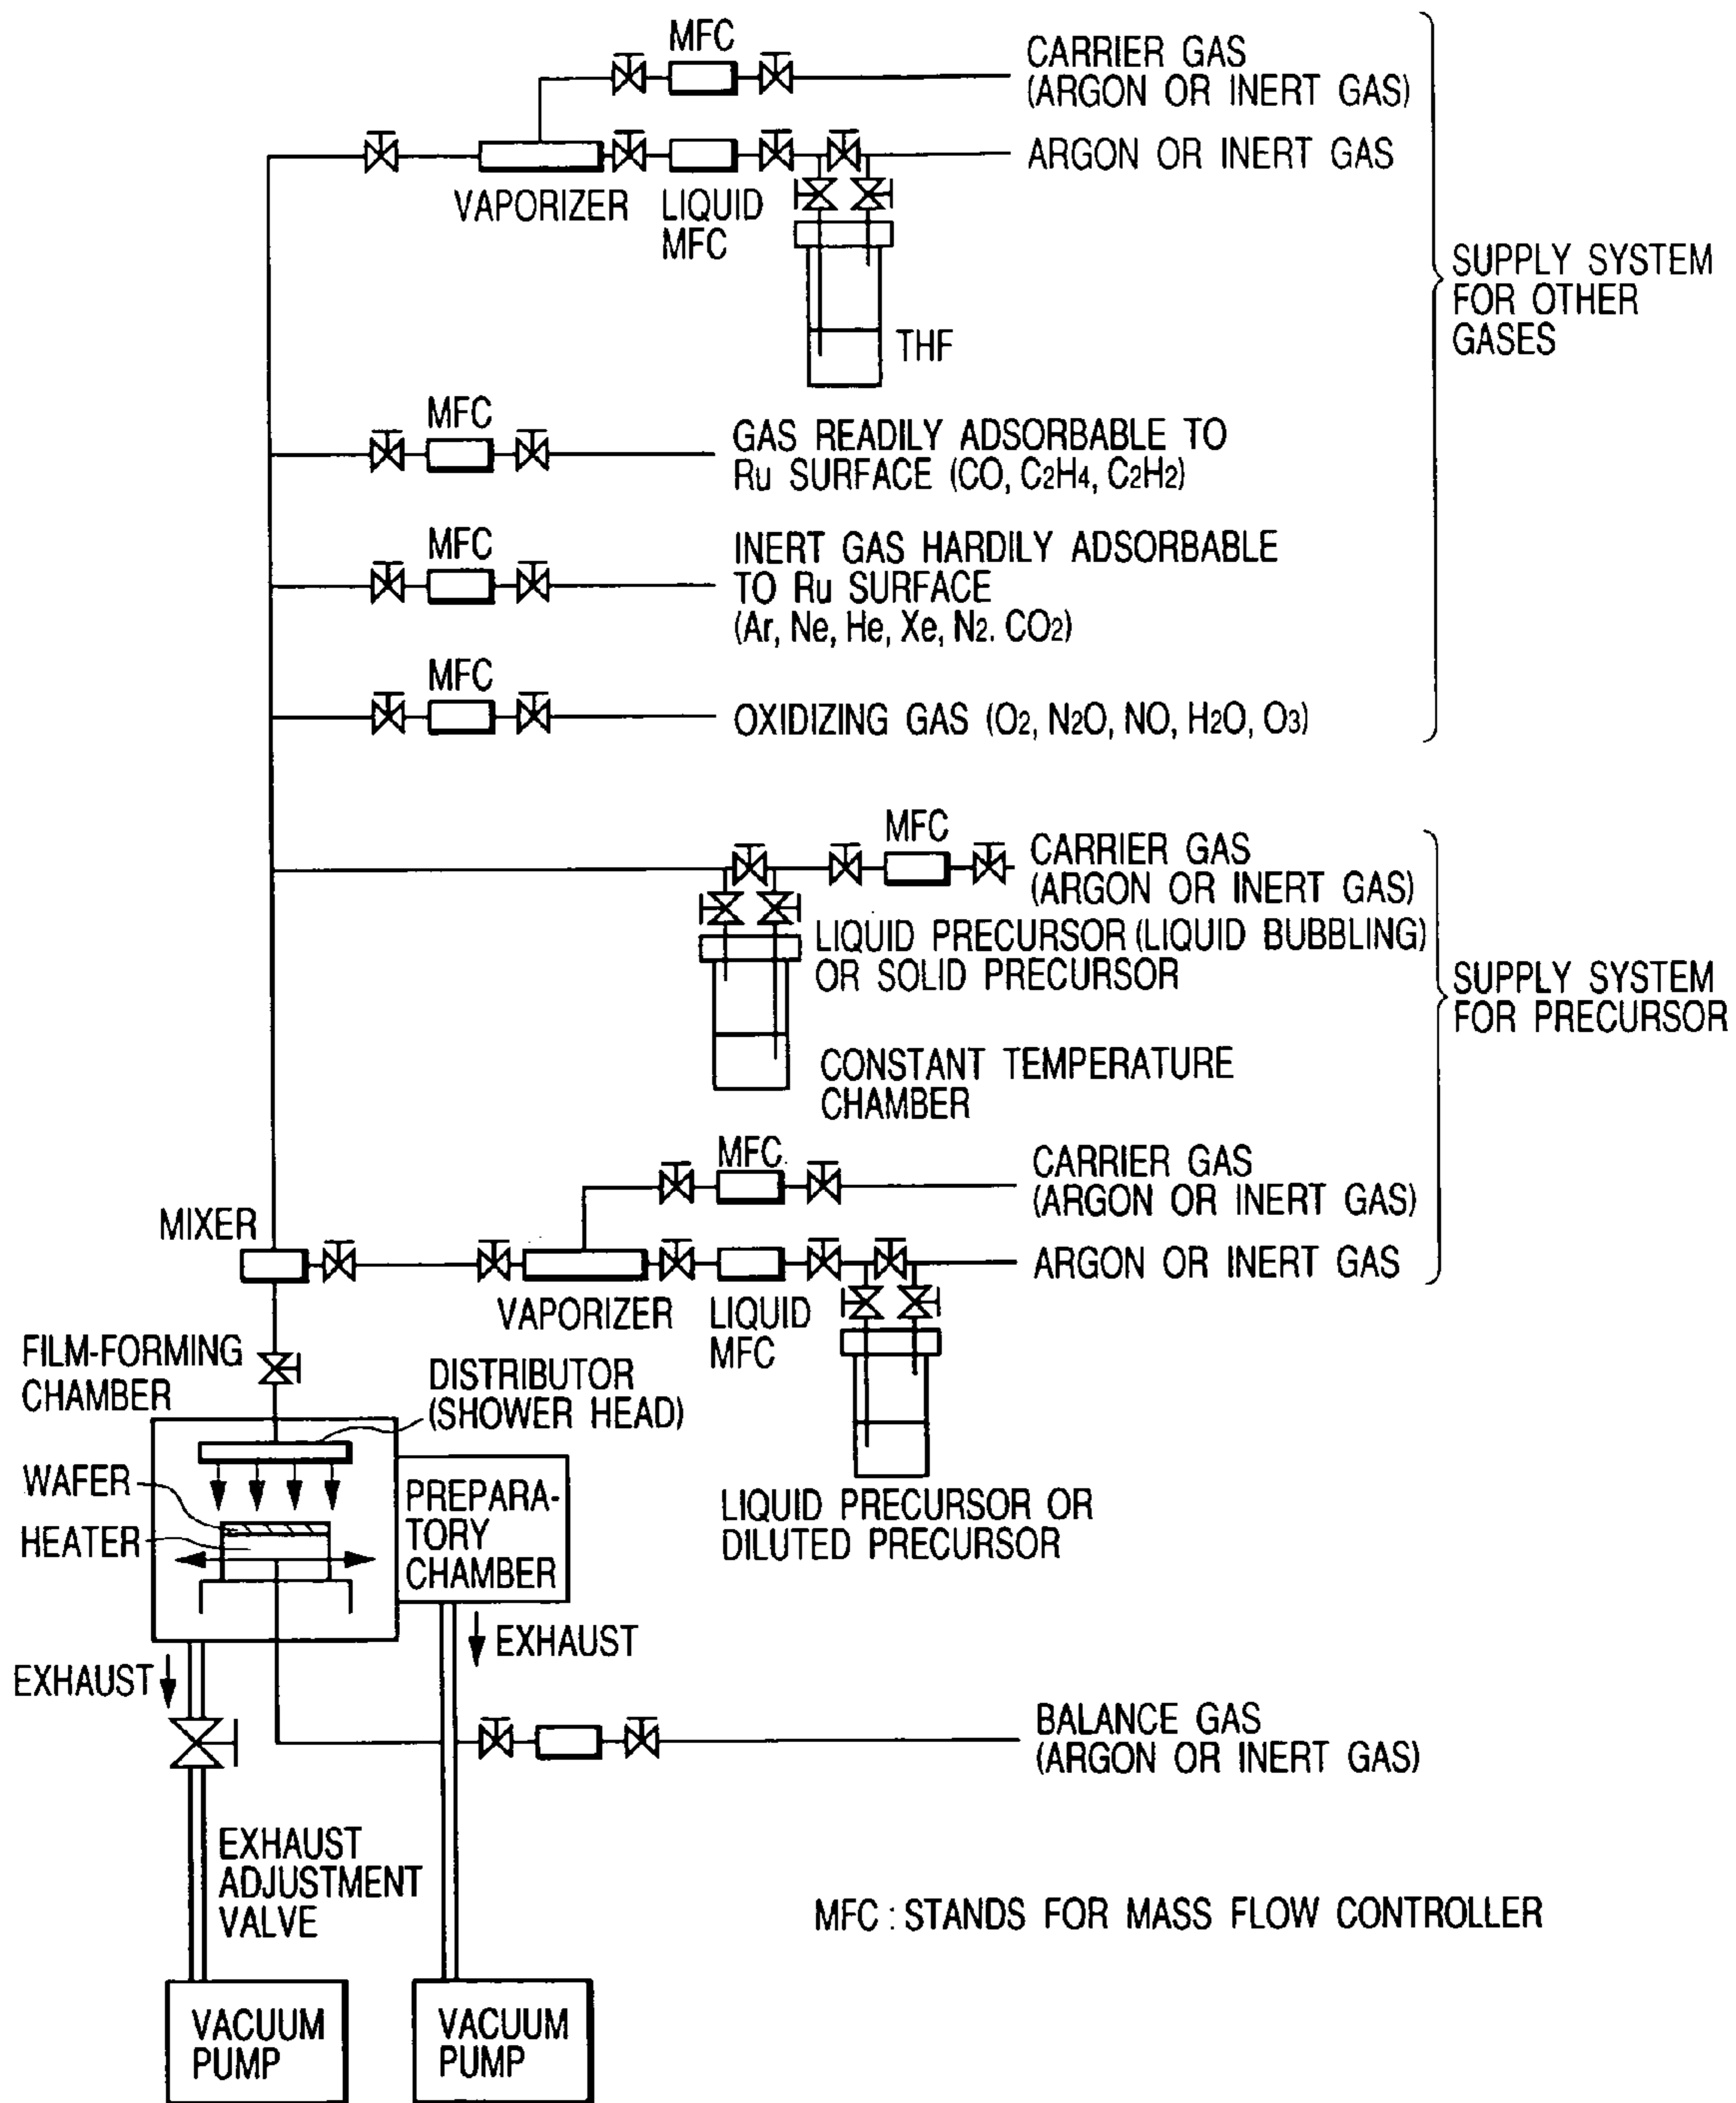 MFC
CARRIER GAS
(ARGON OR INERT GAS)
ARGON OR INERT GAS
VAPORIZER
LIQUID
MFC
THF
SUPPLY SYSTEM
FOR OTHER
GASES
MFC
GAS READILY ADSORBABLE TO
Ru SURFACE (CO, C2H4, C2H2)
MFC
INERT GAS HARDILY ADSORBABLE
TO Ru SURFACE
(Ar, Ne, He, Xe, N2. CO2)
MFC
OXIDIZING GAS (O2, N2O, NO, H2O, O3)
MFC
CARRIER GAS
(ARGON OR INERT GAS)
LIQUID PRECURSOR (LIQUID BUBBLING)
OR SOLID PRECURSOR
SUPPLY SYSTEM
FOR PRECURSOR
CONSTANT TEMPERATURE
CHAMBER
MFC
CARRIER GAS
(ARGON OR INERT GAS)
MIXER
ARGON OR INERT GAS
VAPORIZER
LIQUID
MFC
FILM-FORMING
CHAMBER
DISTRIBUTOR
(SHOWER HEAD)
WAFER
HEATER
PREPARA-
TORY
CHAMBER
LIQUID PRECURSOR OR
DILUTED PRECURSOR
EXHAUST
EXHAUST
BALANCE GAS
(ARGON OR INERT GAS)
EXHAUST
ADJUSTMENT
VALVE
MFC : STANDS FOR MASS FLOW CONTROLLER
VACUUM
PUMP
VACUUM
PUMP